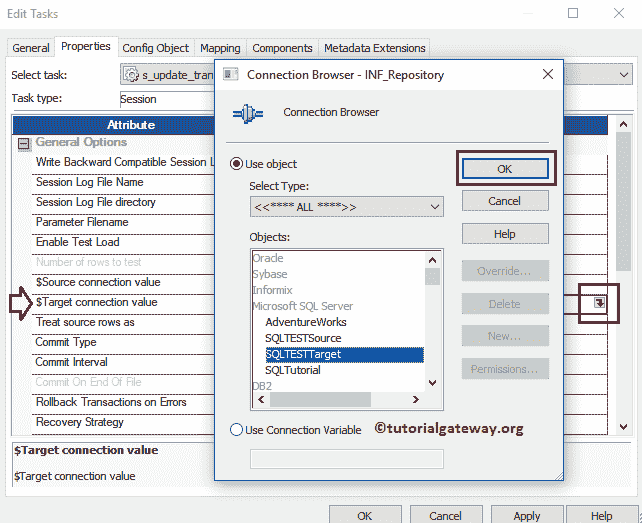 Edit Tasks
General Properties Config Object Mapping Components Metadata Extensions
Select task: s_update_tran
Task type: Session
Attribute
General Options
Write Backward Compatible Session L
Session Log File Name
Session Log File directory
Parameter Filename
Enable Test Load
Number of rows to test
$Source connection value
$Target connection value
Treat source rows as
Commit Type
Commit Interval
Commit On End Of File
Rollback Transactions on Errors
Recovery Strategy
$Target connection value
$Target connection value
OK Cancel Apply Help
Connection Browser - INF_Repository
Connection Browser
Use object
Select Type:
<<**** ALL ****>>
Objects:
Oracle
Sybase
Informix
Microsoft SQL Server
AdventureWorks
SQLTESTSource
SQLTESTTarget
SQLTutorial
DB2
Use Connection Variable
OK
Cancel
Help
Override...
Delete
New...
Permissions...
©tutorialgateway.org